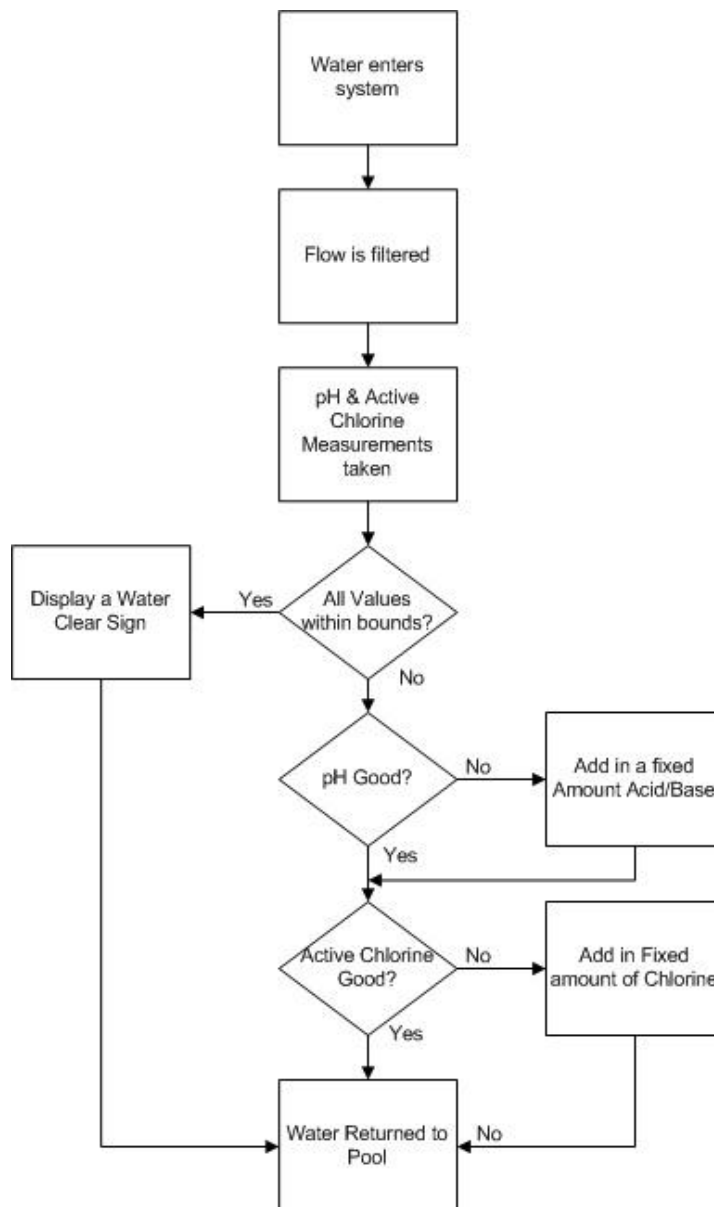 Water enters
system
Flow is filtered
pH & Active
Chlorine
Measurements
taken
Display a Water
Clear Sign
Yes
All Values
within bounds?
No
pH Good?
No
Add in a fixed
Amount Acid/Base
Yes
Active Chlorine
Good?
No
Add in Fixed
amount of Chlorine
Yes
Water Returned to
Pool
No